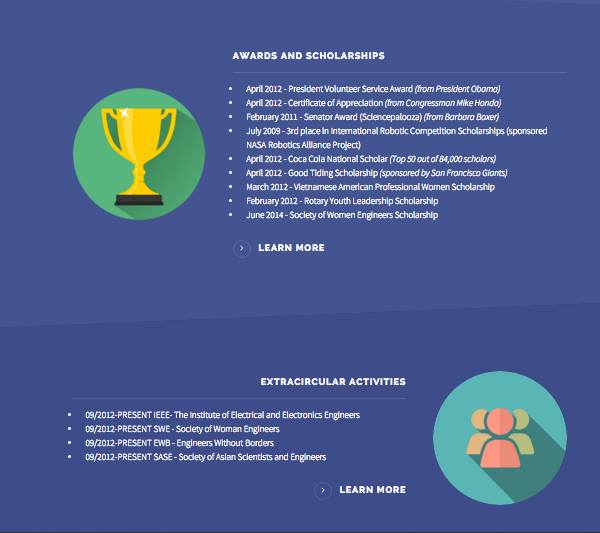 AWARDS AND SCHOLARSHIPS
April 2012 - President Volunteer Service Award (from President Obama)
April 2012 - Certificate of Appreciation (from Congressman Mike Honda)
February 2011 - Senator Award (Sciencepalooza) (from Barbara Boxer)
July 2009 - 3rd place in International Robotic Competition Scholarships (sponsored
NASA Robotics Alliance Project)
April 2012 - Coca Cola National Scholar (Top 50 out of 84,000 scholars)
April 2012 - Good Tiding Scholarship (sponsored by San Francisco Giants)
March 2012 - Vietnamese American Professional Women Scholarship
February 2012 - Rotary Youth Leadership Scholarship
June 2014 - Society of Women Engineers Scholarship
LEARN MORE
EXTRACIRCULAR ACTIVITIES
09/2012-PRESENT IEEE- The Institute of Electrical and Electronics Engineers
09/2012-PRESENT SWE - Society of Woman Engineers
09/2012-PRESENT EWB - Engineers Without Borders
09/2012-PRESENT SASE - Society of Asian Scientists and Engineers
LEARN MORE